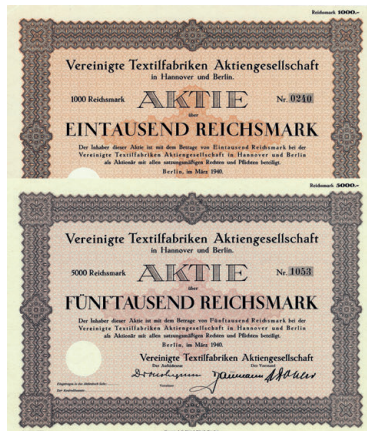 Reichsmark 1000.-
Vereinigte Textilfabriken Aktiengesellschaft
in Hannover und Berlin.
1000 Reichsmark AKTIE Nr. 0240
über
EINTAUSEND REICHSMARK
Der Inhaber dieser Aktie ist mit dem Betrage von Eintausend Reichsmark bei der
Vereinigte Textilfabriken Aktiengesellschaft in Hannover und Berlin
als Aktionär mit allen satzungsmäßigen Rechten und Pflichten beteiligt.
Berlin, im März 1940.
Reichsmark 5000.-
Vereinigte Textilfabriken Aktiengesellschaft
in Hannover und Berlin.
5000 Reichsmark AKTIE Nr. 1053
über
FÜNFTAUSEND REICHSMARK
Der Inhaber dieser Aktie ist mit dem Betrage von Fünftausend Reichsmark bei der
Vereinigte Textilfabriken Aktiengesellschaft in Hannover und Berlin
als Aktionär mit allen satzungsmäßigen Rechten und Pflichten beteiligt.
Berlin, im März 1940.
Vereinigte Textilfabriken Aktiengesellschaft
Der Aufsichtsrat Der Vorstand